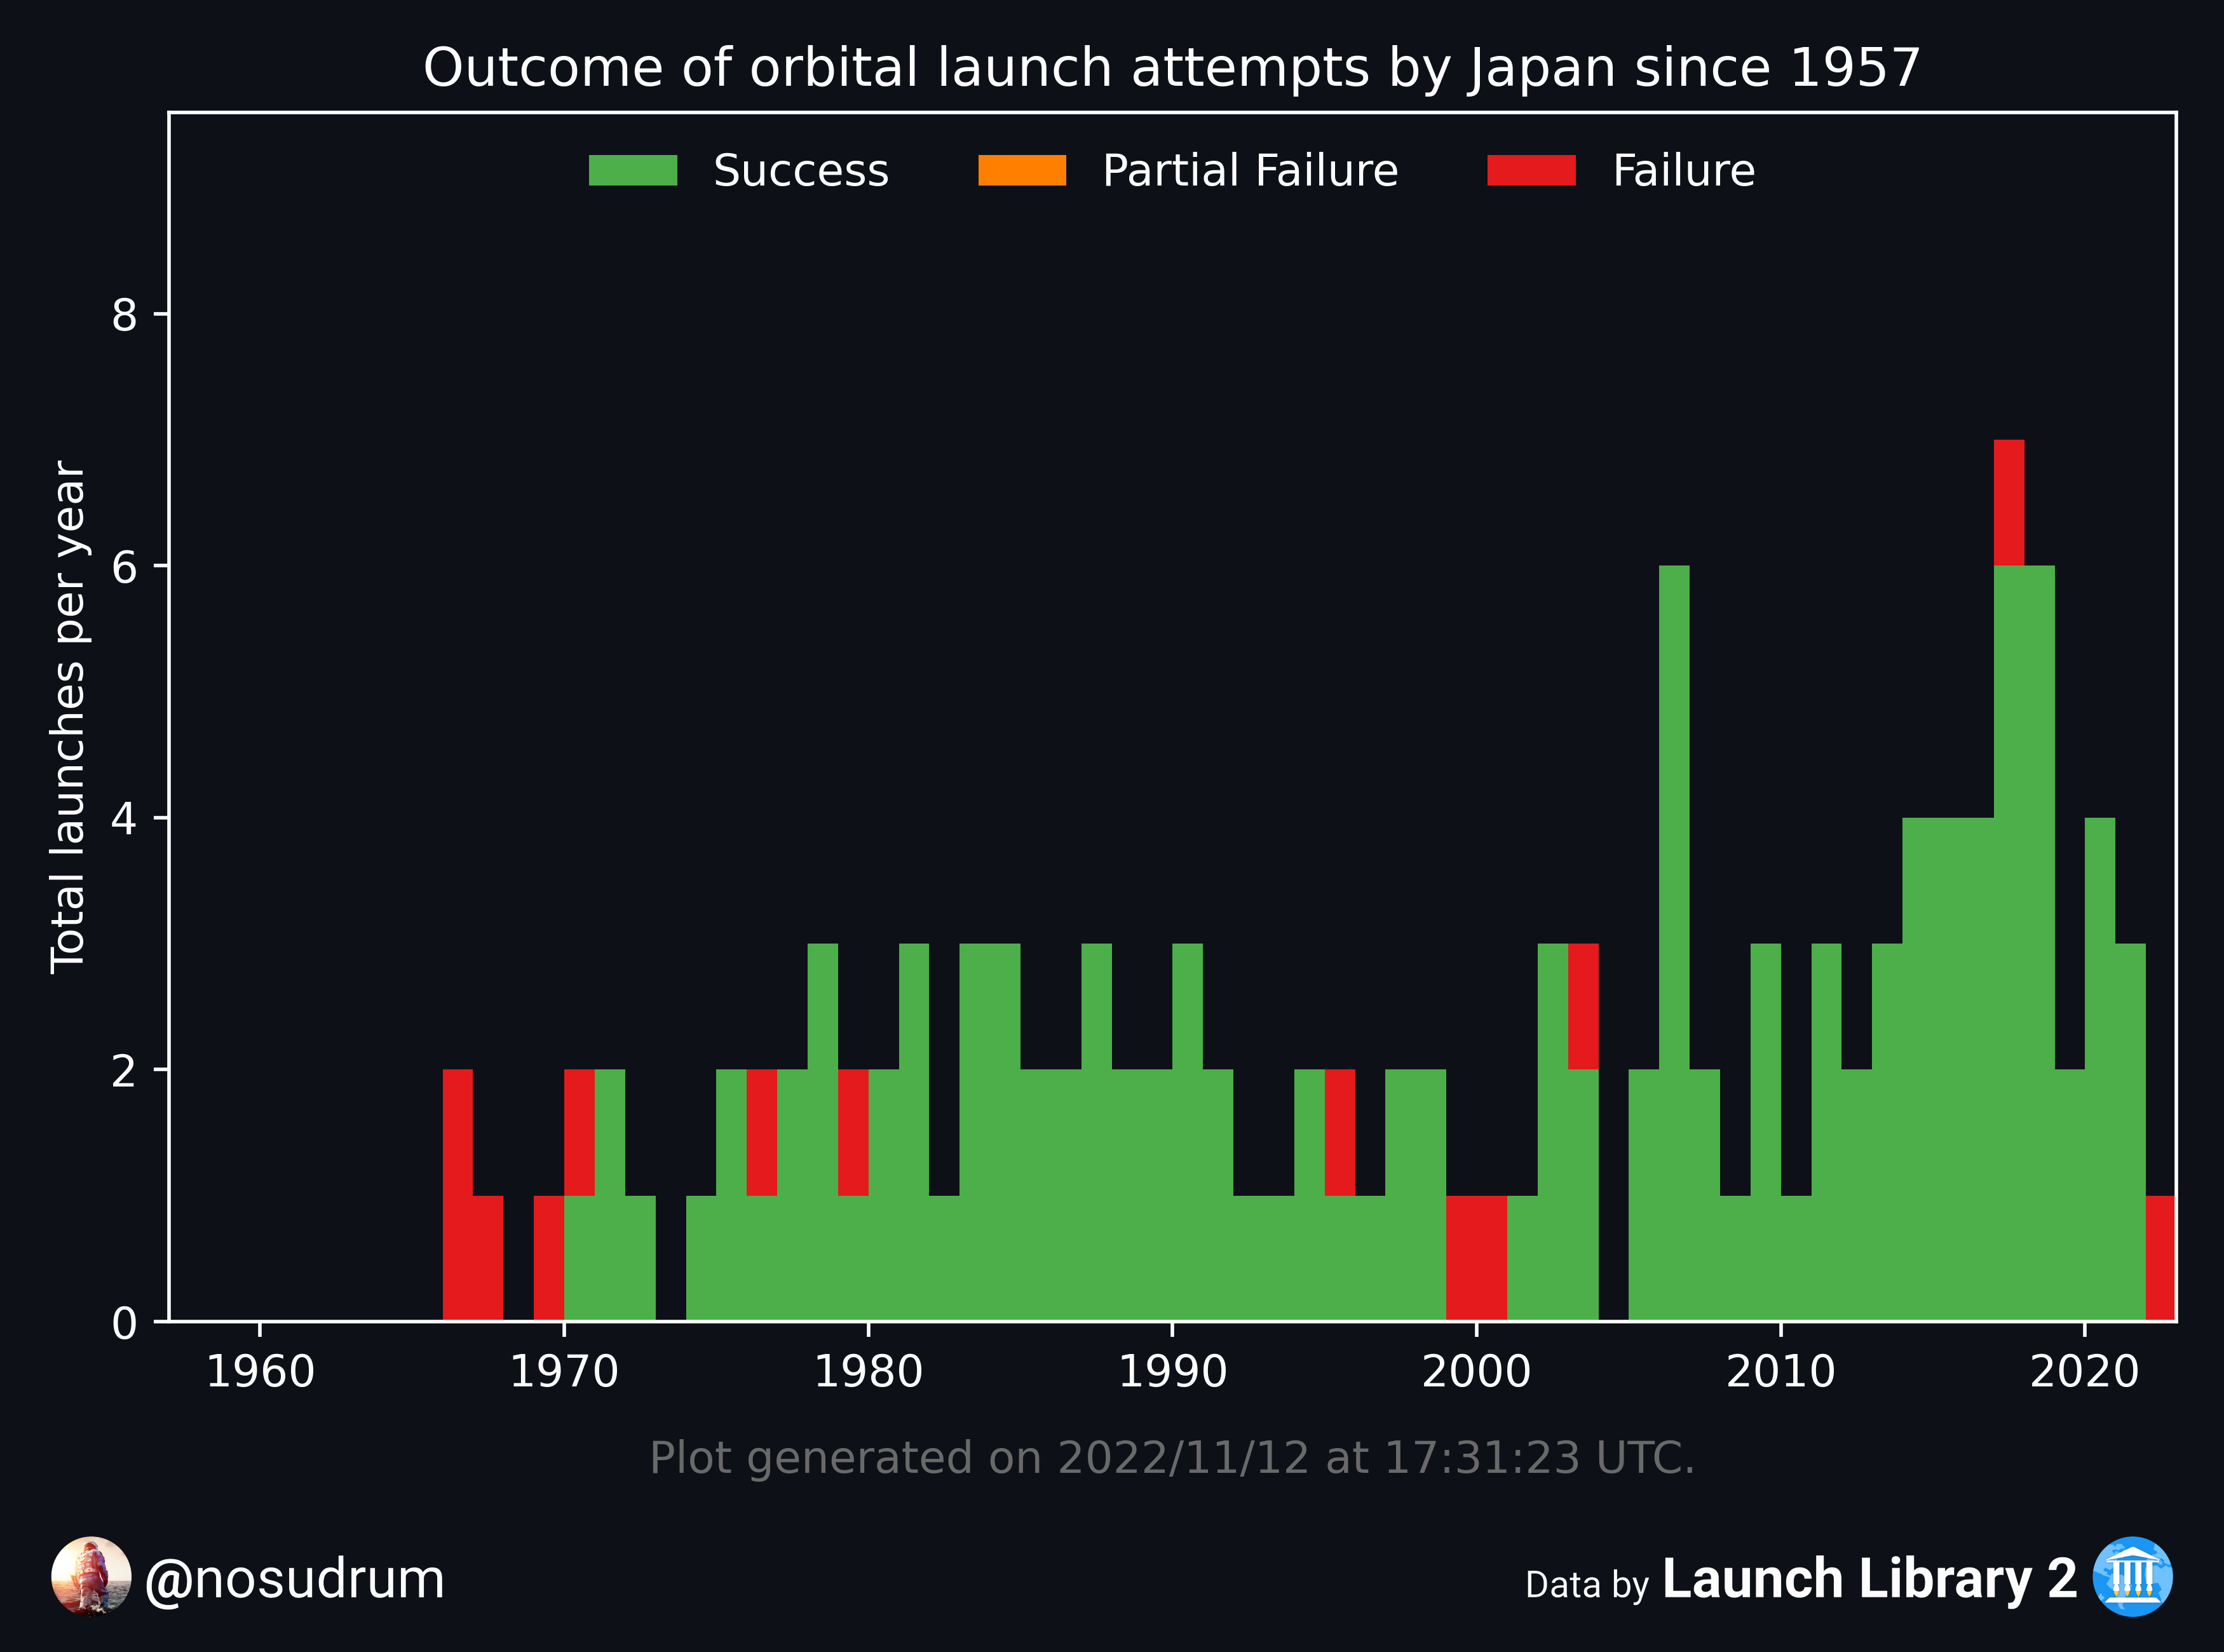 Outcome of orbital launch attempts by Japan since 1957
Success Partial Failure Failure
Total launches per year
8
6
4
2
0
1960 1970 1980 1990 2000 2010 2020
Plot generated on 2022/11/12 at 17:31:23 UTC.
@nosudrum
Data by Launch Library 2